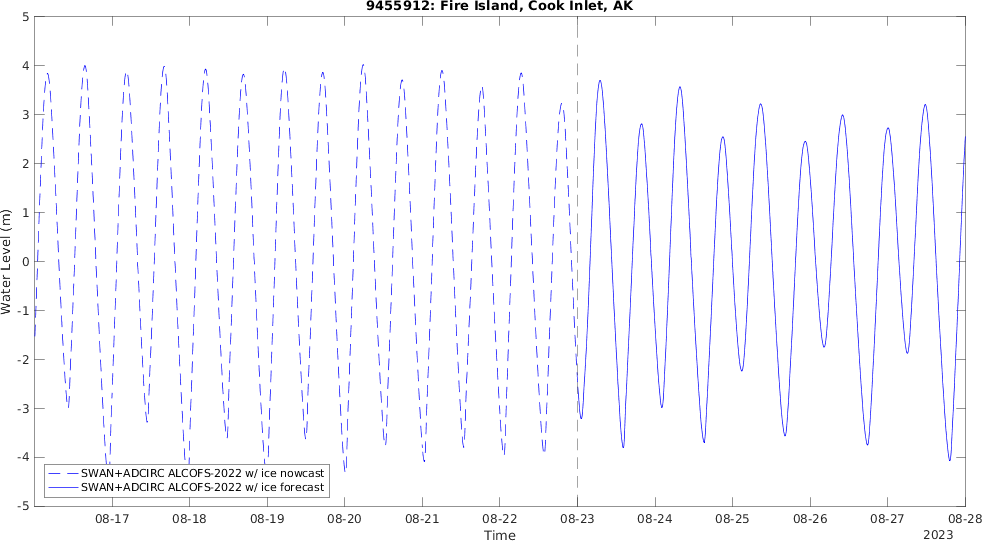 9455912: Fire Island, Cook Inlet, AK
5
4
3
2
1
0
-1
-2
-3
-4
-5
Water Level (m)
SWAN+ADCIRC ALCOFS-2022 w/ ice nowcast
SWAN+ADCIRC ALCOFS-2022 w/ ice forecast
08-17 08-18 08-19 08-20 08-21 08-22 08-23 08-24 08-25 08-26 08-27 08-28
Time
2023